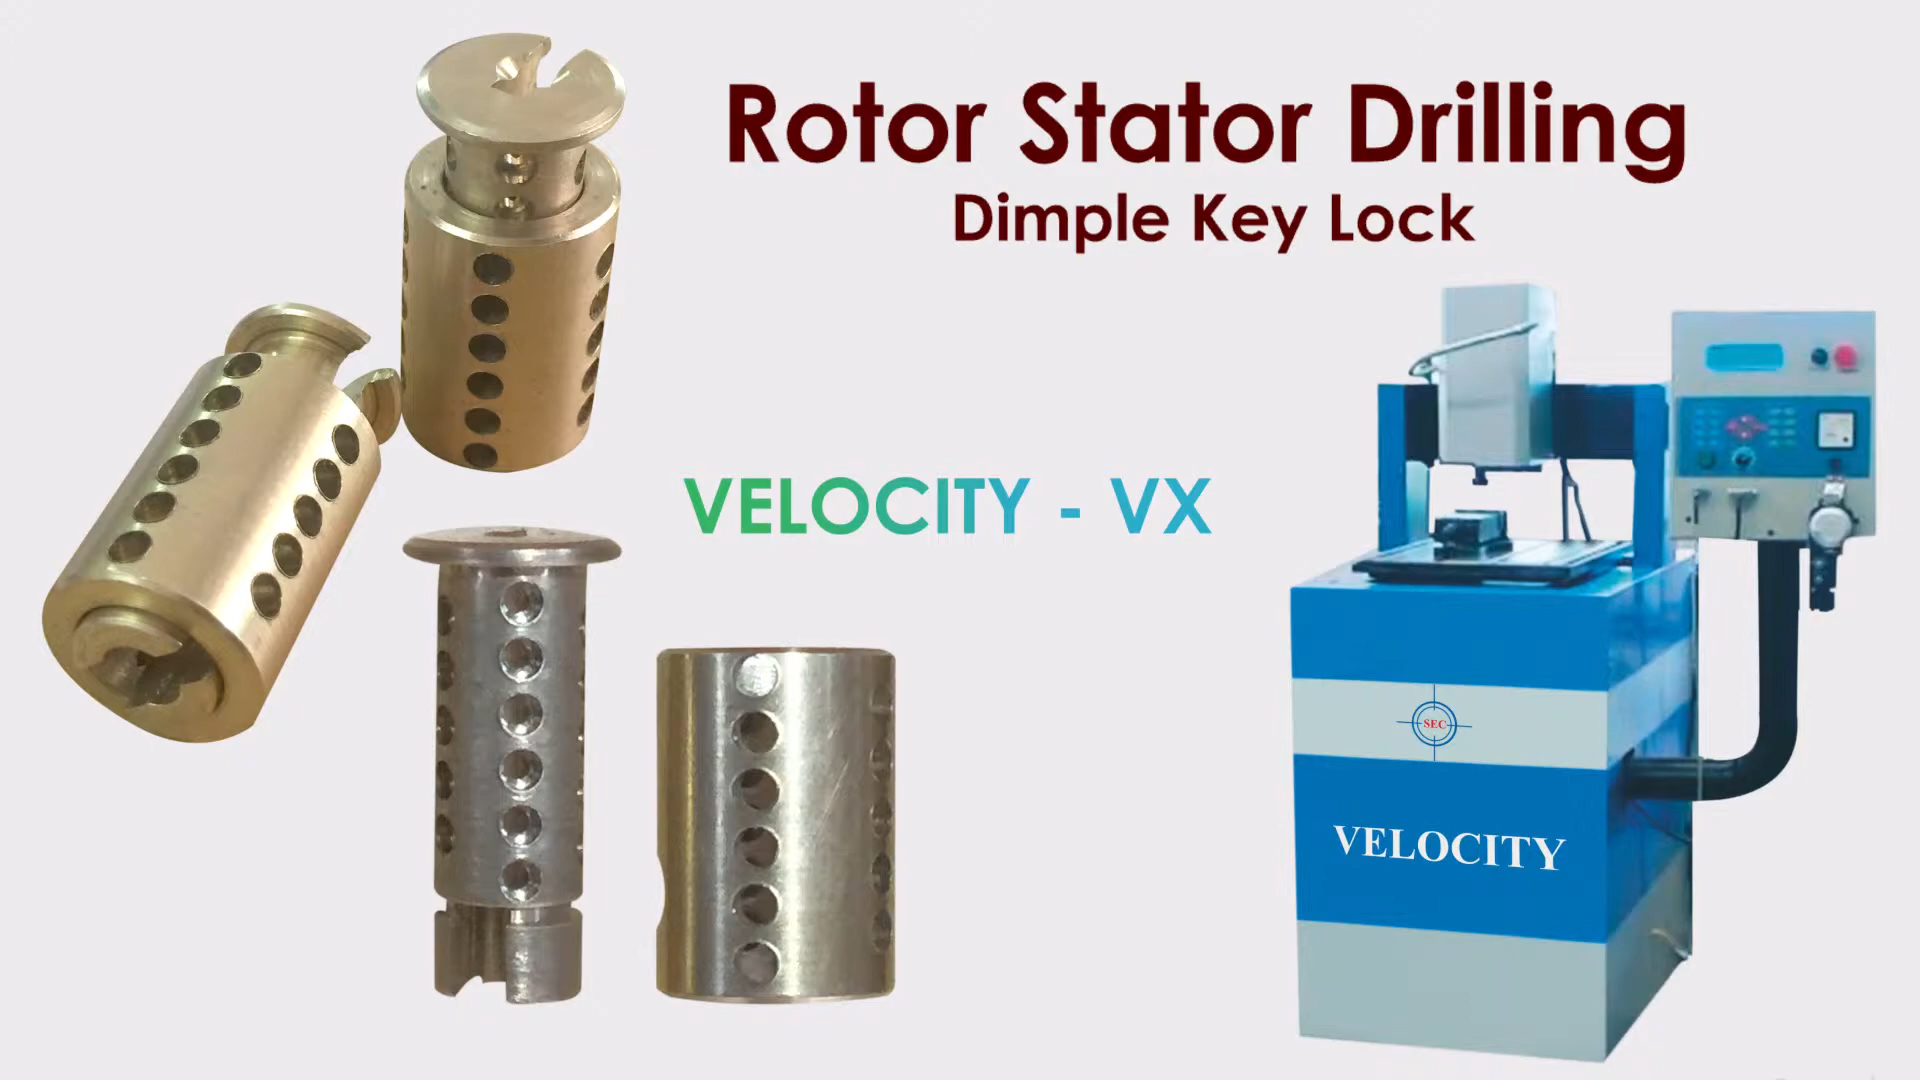 Rotor Stator Drilling
Dimple Key Lock
VELOCITY - VX
SEC
VELOCITY